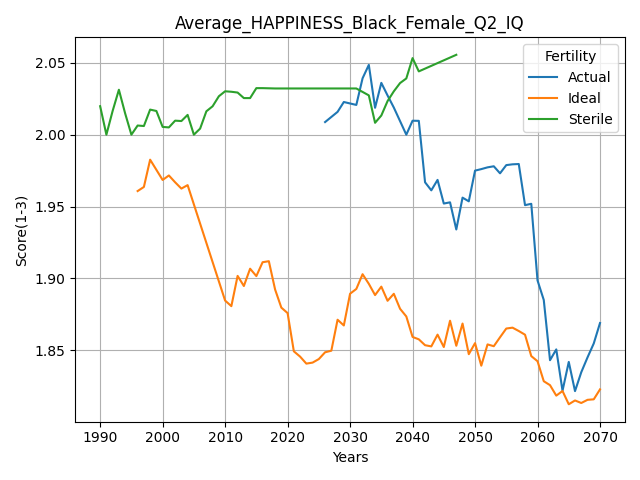 Average_HAPPINESS_Black_Female_Q2_IQ
Fertility
Actual
Ideal
Sterile
Score(1-3)
2.05
2.00
1.95
1.90
1.85
1990 2000 2010 2020 2030 2040 2050 2060 2070
Years